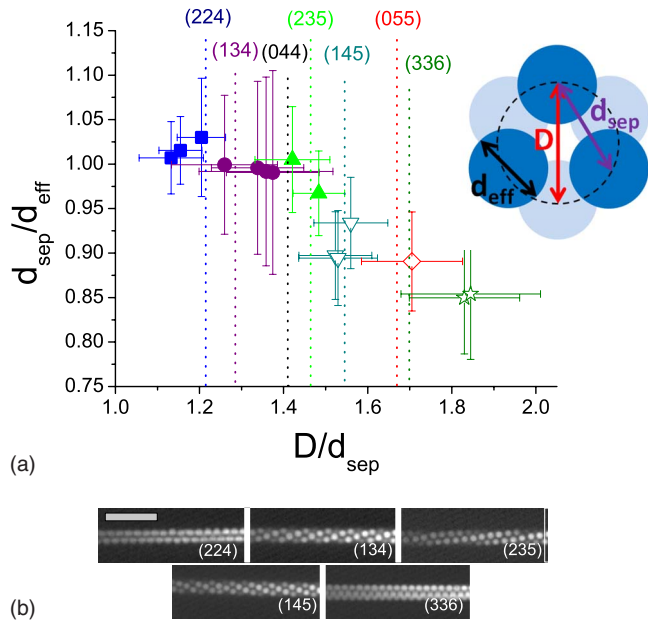 (224) (235) (055)
(134) (044) (145) (336)
1.15
1.10
1.05
1.00
0.95
0.90
0.85
0.80
0.75
d_sep/d_eff
1.0 1.2 1.4 1.6 1.8 2.0
D/d_sep
D
d_sep
d_eff
(a)
(224) (134) (235)
(145) (336)
(b)